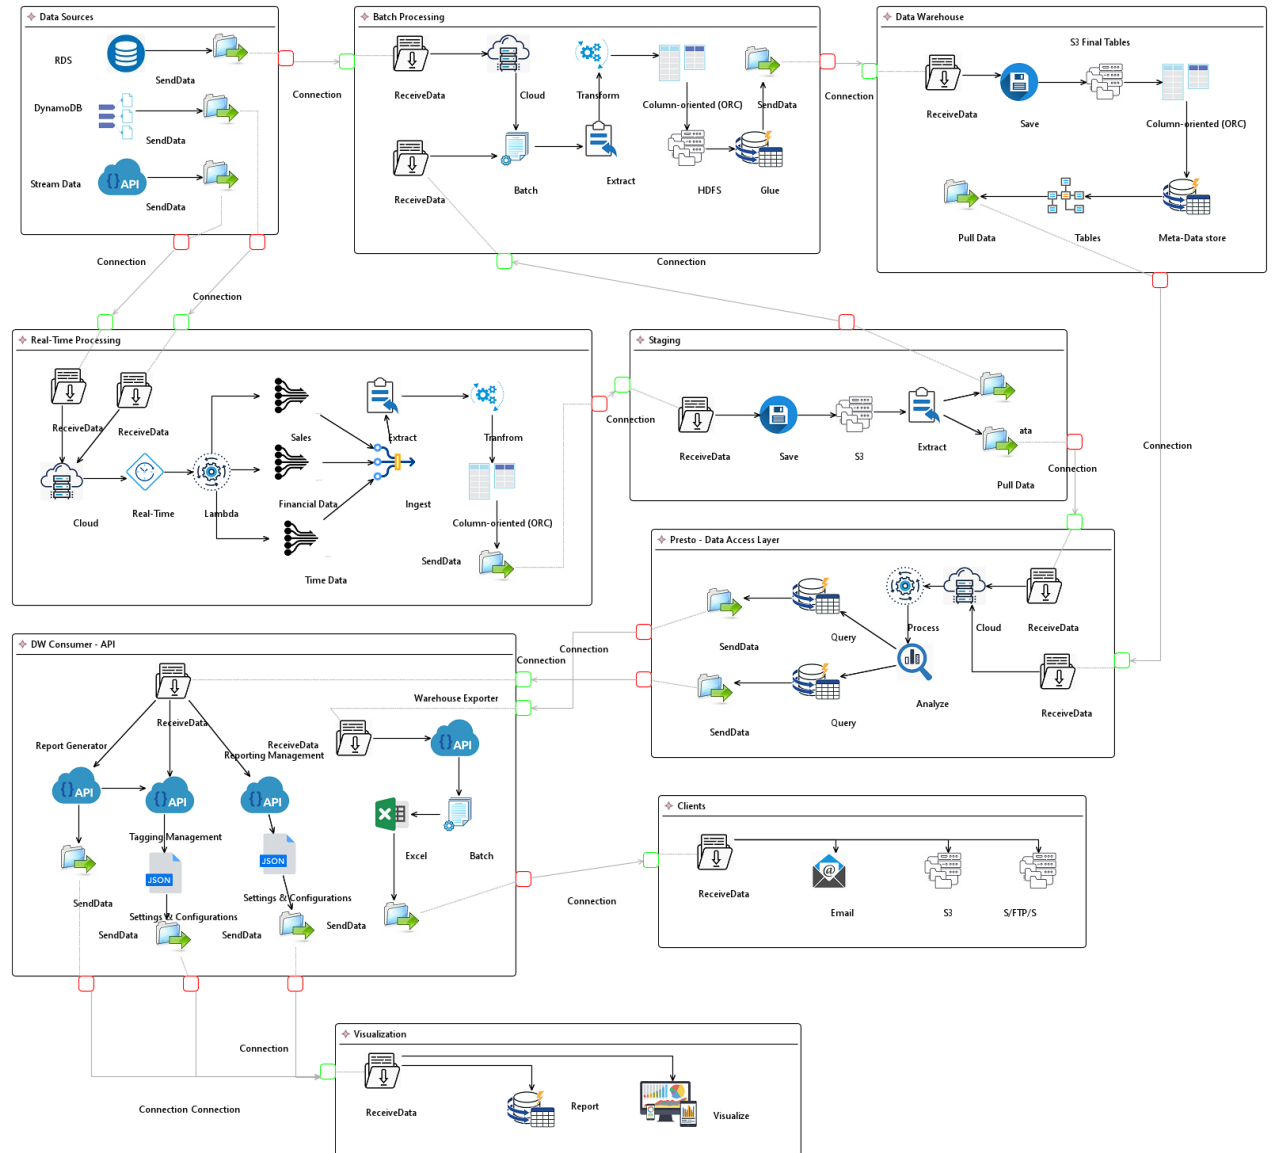 Data Sources
RDS
SendData
DynamoDB
SendData
Stream Data
API
SendData
Connection
Batch Processing
ReceiveData
Cloud
Transform
Column-oriented (ORC)
SendData
ReceiveData
Batch
Extract
HDFS
Glue
Connection
Data Warehouse
S3 Final Tables
ReceiveData
Save
Column-oriented (ORC)
Pull Data
Tables
Meta-Data store
Connection
Connection
Connection
Real-Time Processing
ReceiveData
ReceiveData
Sales
Extract
Tranfrom
Cloud
Real-Time
Lambda
Financial Data
Ingest
Column-oriented (ORC)
SendData
Time Data
Connection
Staging
ReceiveData
Save
S3
Extract
ata
Pull Data
Connection
Connection
Presto - Data Access Layer
Process
Cloud
ReceiveData
Query
SendData
Analyze
ReceiveData
Query
SendData
Connection
Connection
DW Consumer - API
Warehouse Exporter
ReceiveData
Report Generator
ReceiveData
Reporting Management
API
API
API
API
Tagging Management
Excel
Batch
JSON
JSON
SendData
Settings & Configurations
Settings & Configurations
SendData
SendData
SendData
Connection
Clients
ReceiveData
Email
S3
S/FTP/S
Connection
Connection Connection
Visualization
ReceiveData
Report
Visualize